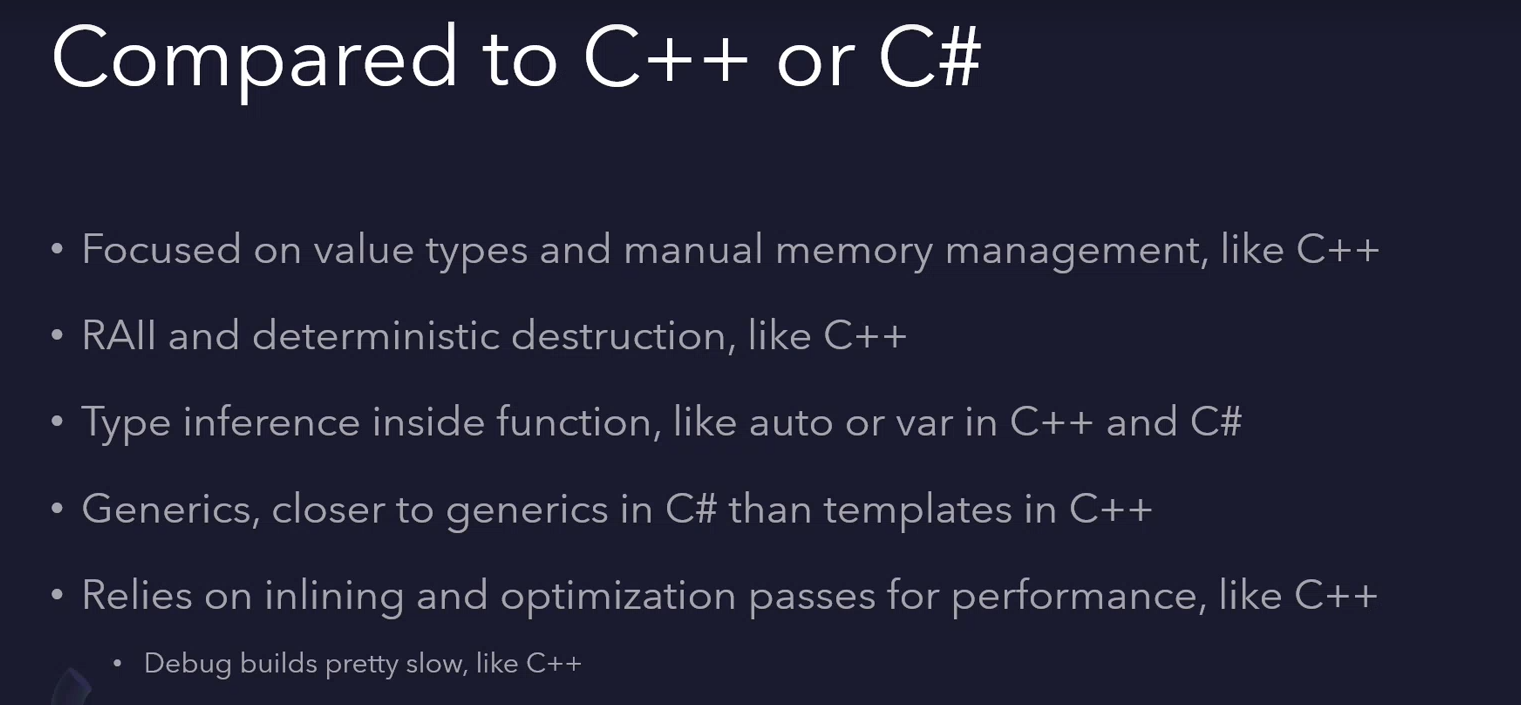 Compared to C++ or C#
• Focused on value types and manual memory management, like C++
• RAII and deterministic destruction, like C++
• Type inference inside function, like auto or var in C++ and C#
• Generics, closer to generics in C# than templates in C++
• Relies on inlining and optimization passes for performance, like C++
• Debug builds pretty slow, like C++